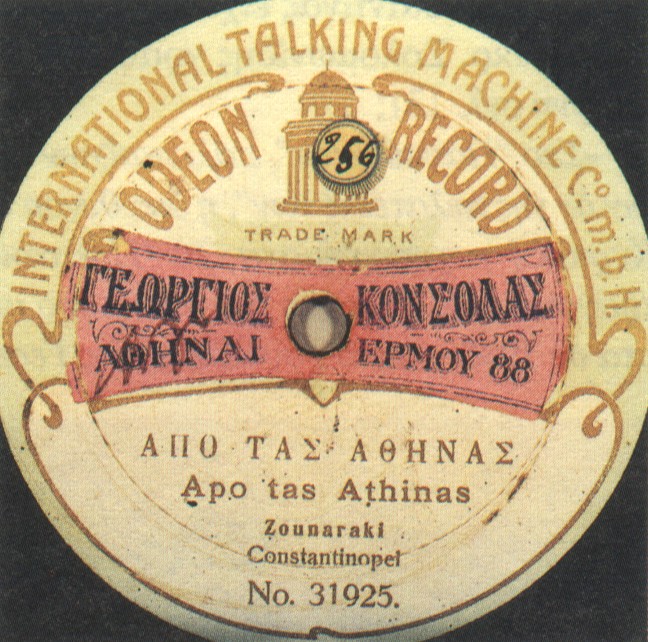 INTERNATIONAL TALKING MACHINE Co. m. b. H.
ODEON RECORD
256
TRADE MARK
ΓΕΩΡΓΙΟΣ ΚΟΝΣΟΛΑΣ
ΑΘΗΝΑΙ ΕΡΜΟΥ 88
ΑΠΟ ΤΑΣ ΑΘΗΝΑΣ
Apo tas Athinas
Zounaraki
Constantinopel
No. 31925.